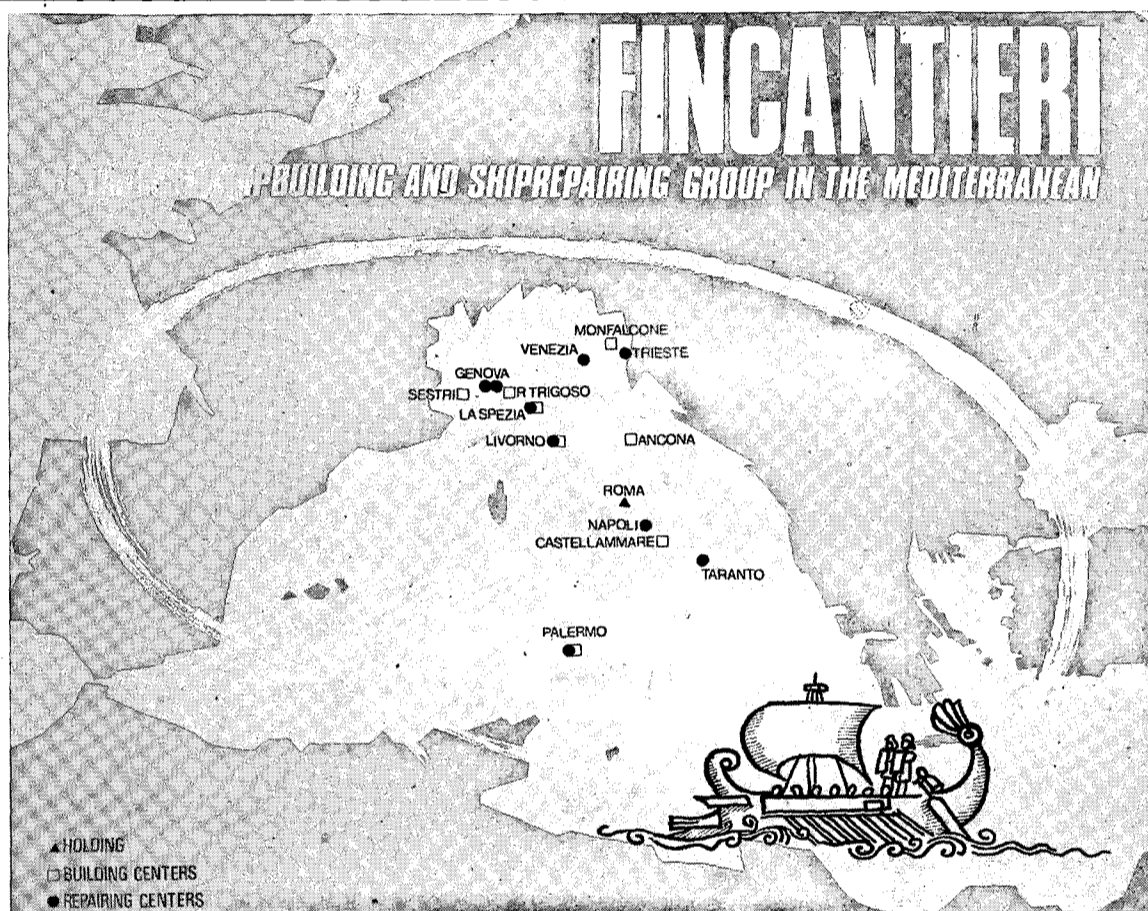 FINCANTIERI
PBUILDING AND SHIPREPAIRING GROUP IN THE MEDITERRANEAN
MONFALCONE
VENEZIA
TRIESTE
GENOVA
SESTRI
R TRIGOSO
LA SPEZIA
LIVORNO
ANCONA
ROMA
NAPOLI
CASTELLAMMARE
TARANTO
PALERMO
▲ HOLDING
□ BUILDING CENTERS
● REPAIRING CENTERS